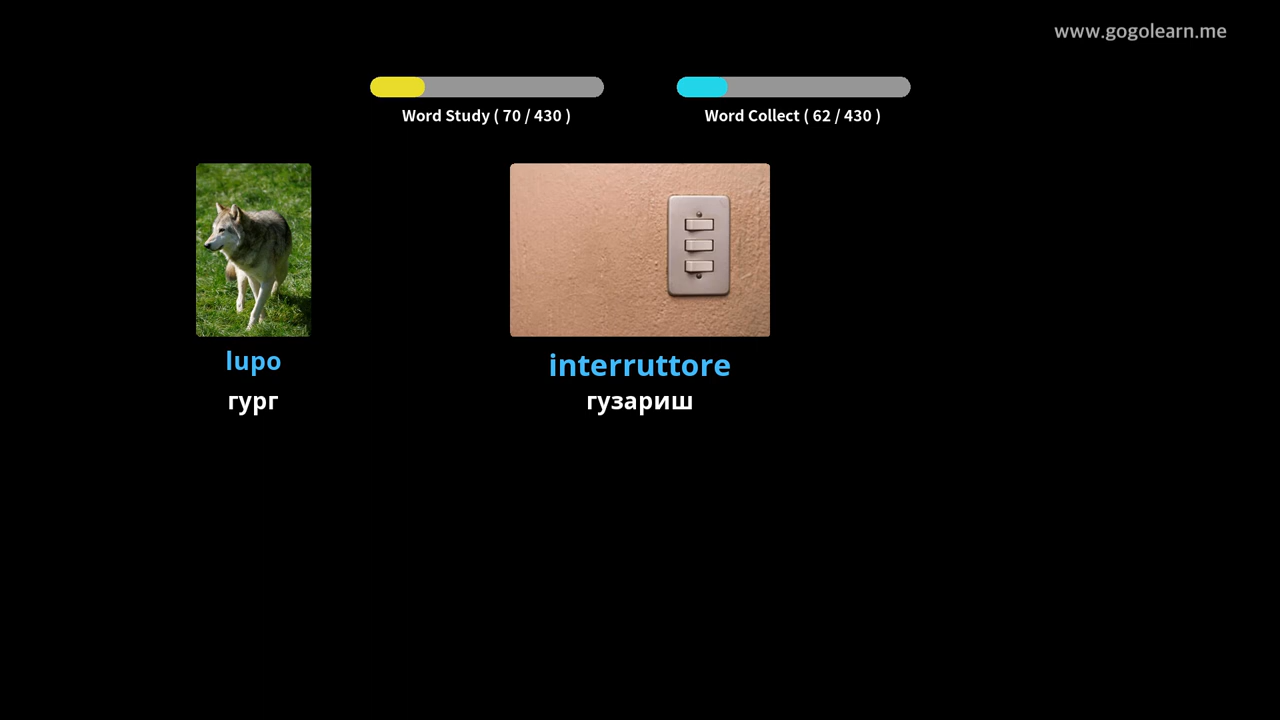 www.gogolearn.me
Word Study ( 70 / 430 )
Word Collect ( 62 / 430 )
lupo
гург
interruttore
гузариш